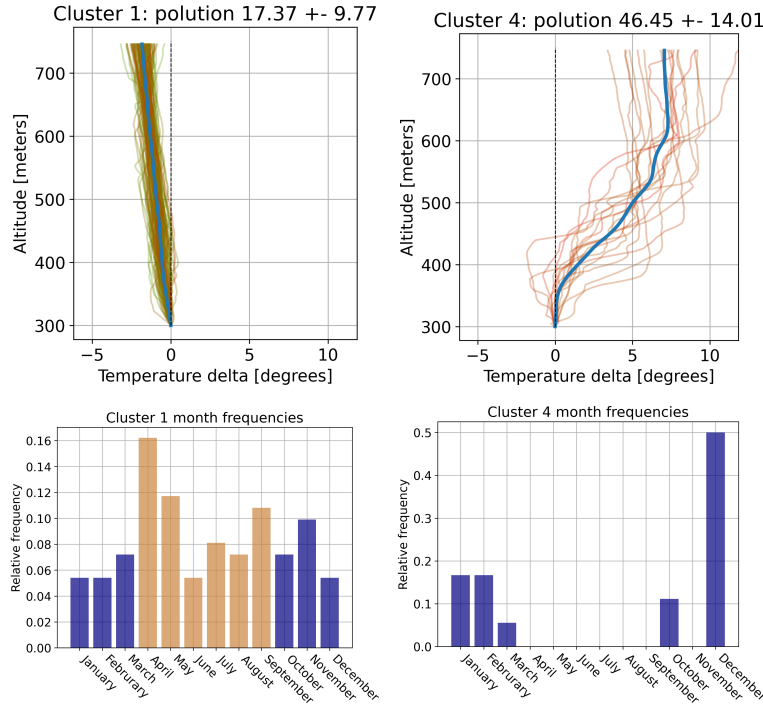 Cluster 1: polution 17.37 +- 9.77
Altitude [meters]
700
600
500
400
300
−5
0
5
10
Temperature delta [degrees]
Cluster 4: polution 46.45 +- 14.01
Altitude [meters]
700
600
500
400
300
−5
0
5
10
Temperature delta [degrees]
Cluster 1 month frequencies
Relative frequency
0.16
0.14
0.12
0.10
0.08
0.06
0.04
0.02
0.00
January
Februrary
March
April
May
June
July
August
September
October
November
December
Cluster 4 month frequencies
Relative frequency
0.5
0.4
0.3
0.2
0.1
0.0
January
Februrary
March
April
May
June
July
August
September
October
November
December